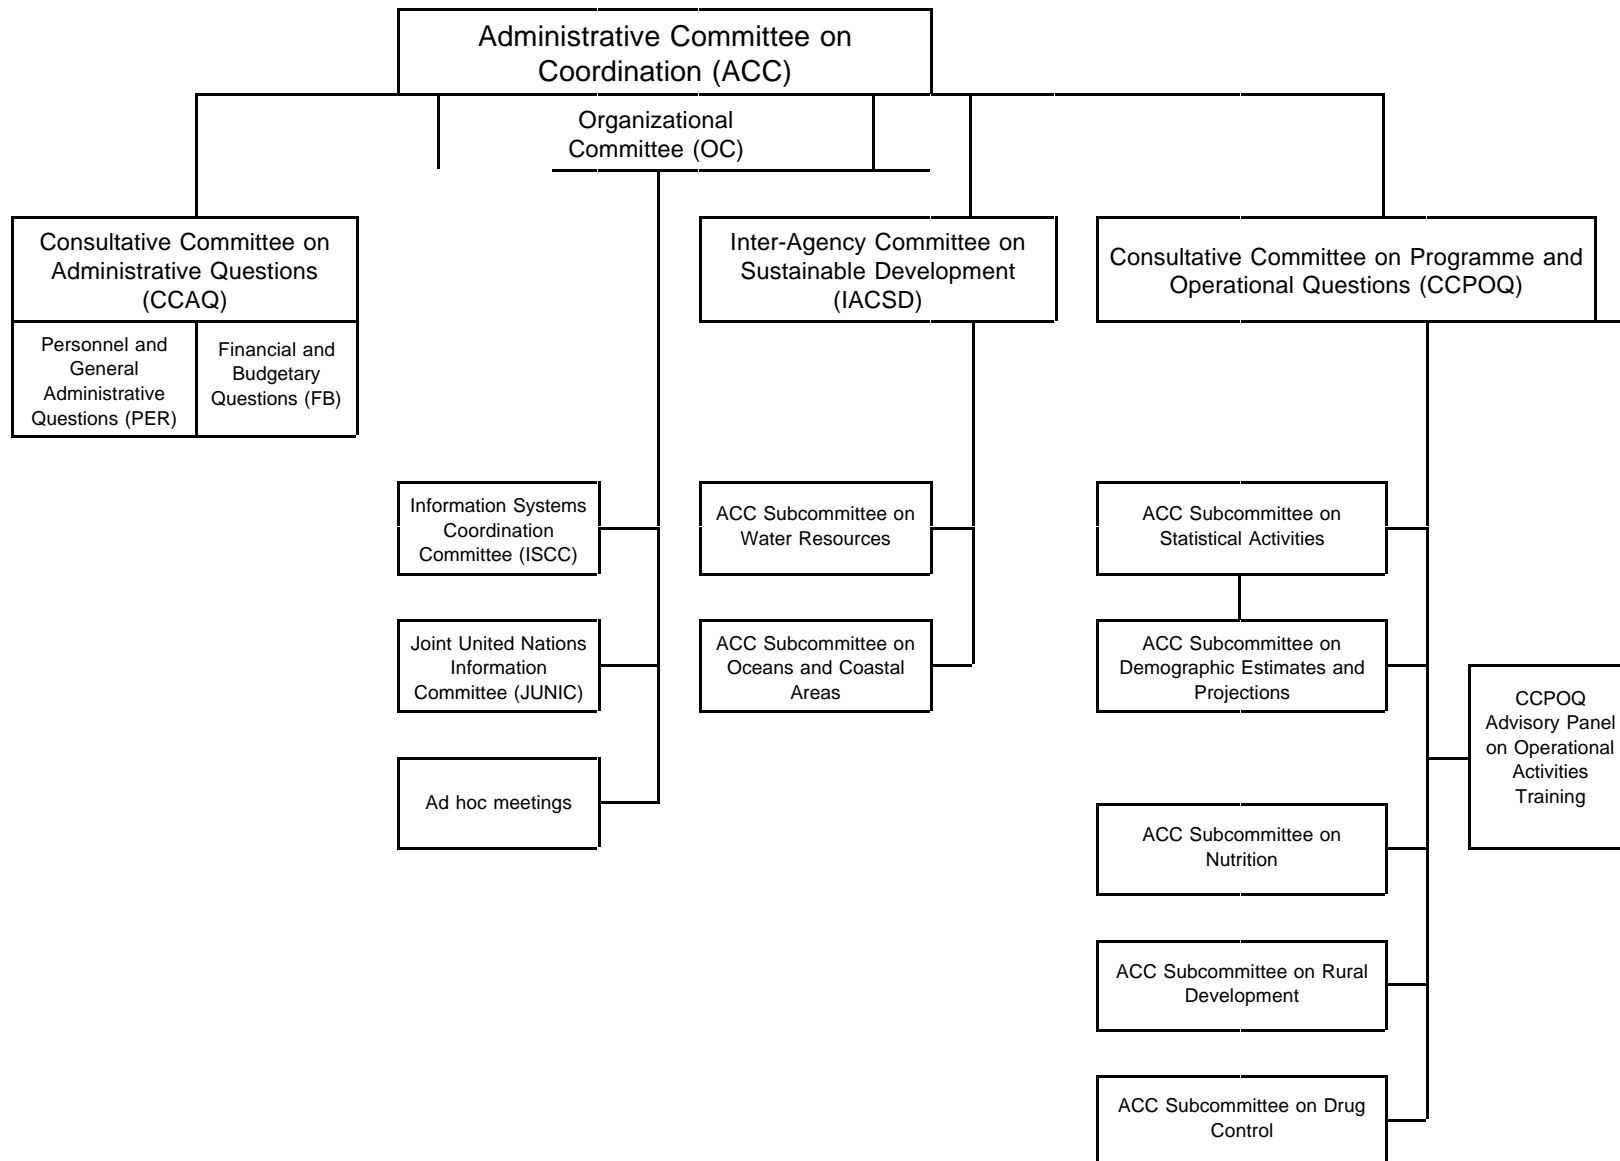 Administrative Committee on
Coordination (ACC)
Organizational
Committee (OC)
Consultative Committee on
Administrative Questions
(CCAQ)
Personnel and
General
Administrative
Questions (PER)
Financial and
Budgetary
Questions (FB)
Inter-Agency Committee on
Sustainable Development
(IACSD)
Consultative Committee on Programme and
Operational Questions (CCPOQ)
Information Systems
Coordination
Committee (ISCC)
Joint United Nations
Information
Committee (JUNIC)
Ad hoc meetings
ACC Subcommittee on
Water Resources
ACC Subcommittee on
Oceans and Coastal
Areas
ACC Subcommittee on
Statistical Activities
ACC Subcommittee on
Demographic Estimates and
Projections
CCPOQ
Advisory Panel
on Operational
Activities
Training
ACC Subcommittee on
Nutrition
ACC Subcommittee on Rural
Development
ACC Subcommittee on Drug
Control